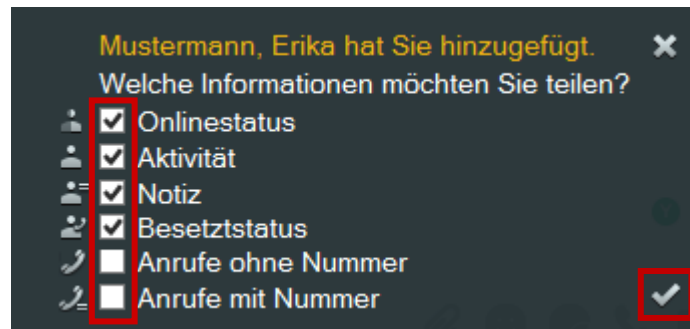 Mustermann, Erika hat Sie hinzugefügt.
Welche Informationen möchten Sie teilen?
Onlinestatus
Aktivität
Notiz
Besetztstatus
Anrufe ohne Nummer
Anrufe mit Nummer